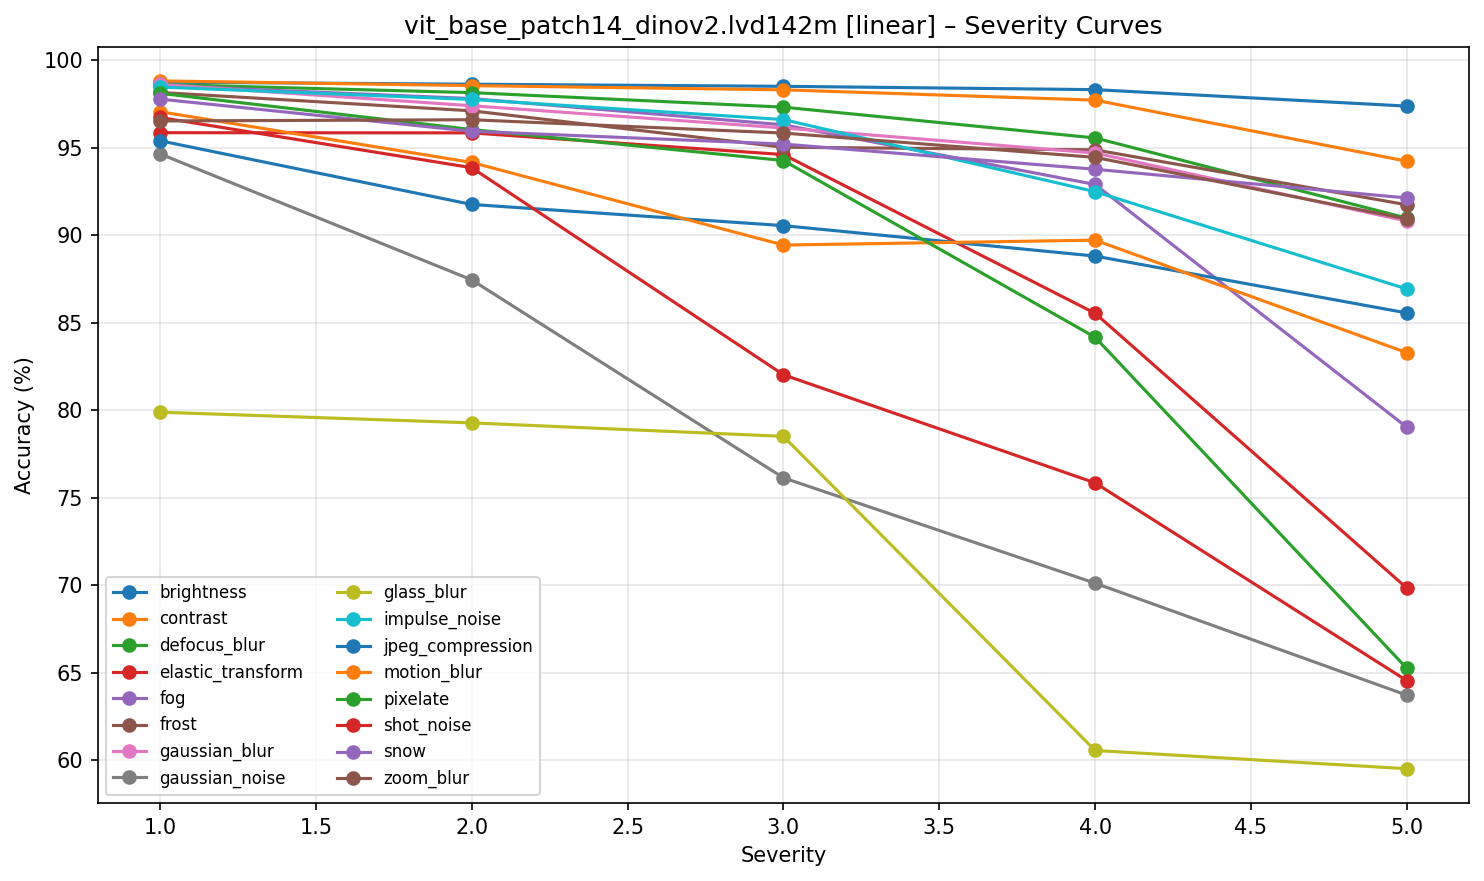 vit_base_patch14_dinov2.lvd142m [linear] – Severity Curves
Accuracy (%)
100
95
90
85
80
75
70
65
60
brightness
contrast
defocus_blur
elastic_transform
fog
frost
gaussian_blur
gaussian_noise
glass_blur
impulse_noise
jpeg_compression
motion_blur
pixelate
shot_noise
snow
zoom_blur
1.0 1.5 2.0 2.5 3.0 3.5 4.0 4.5 5.0
Severity